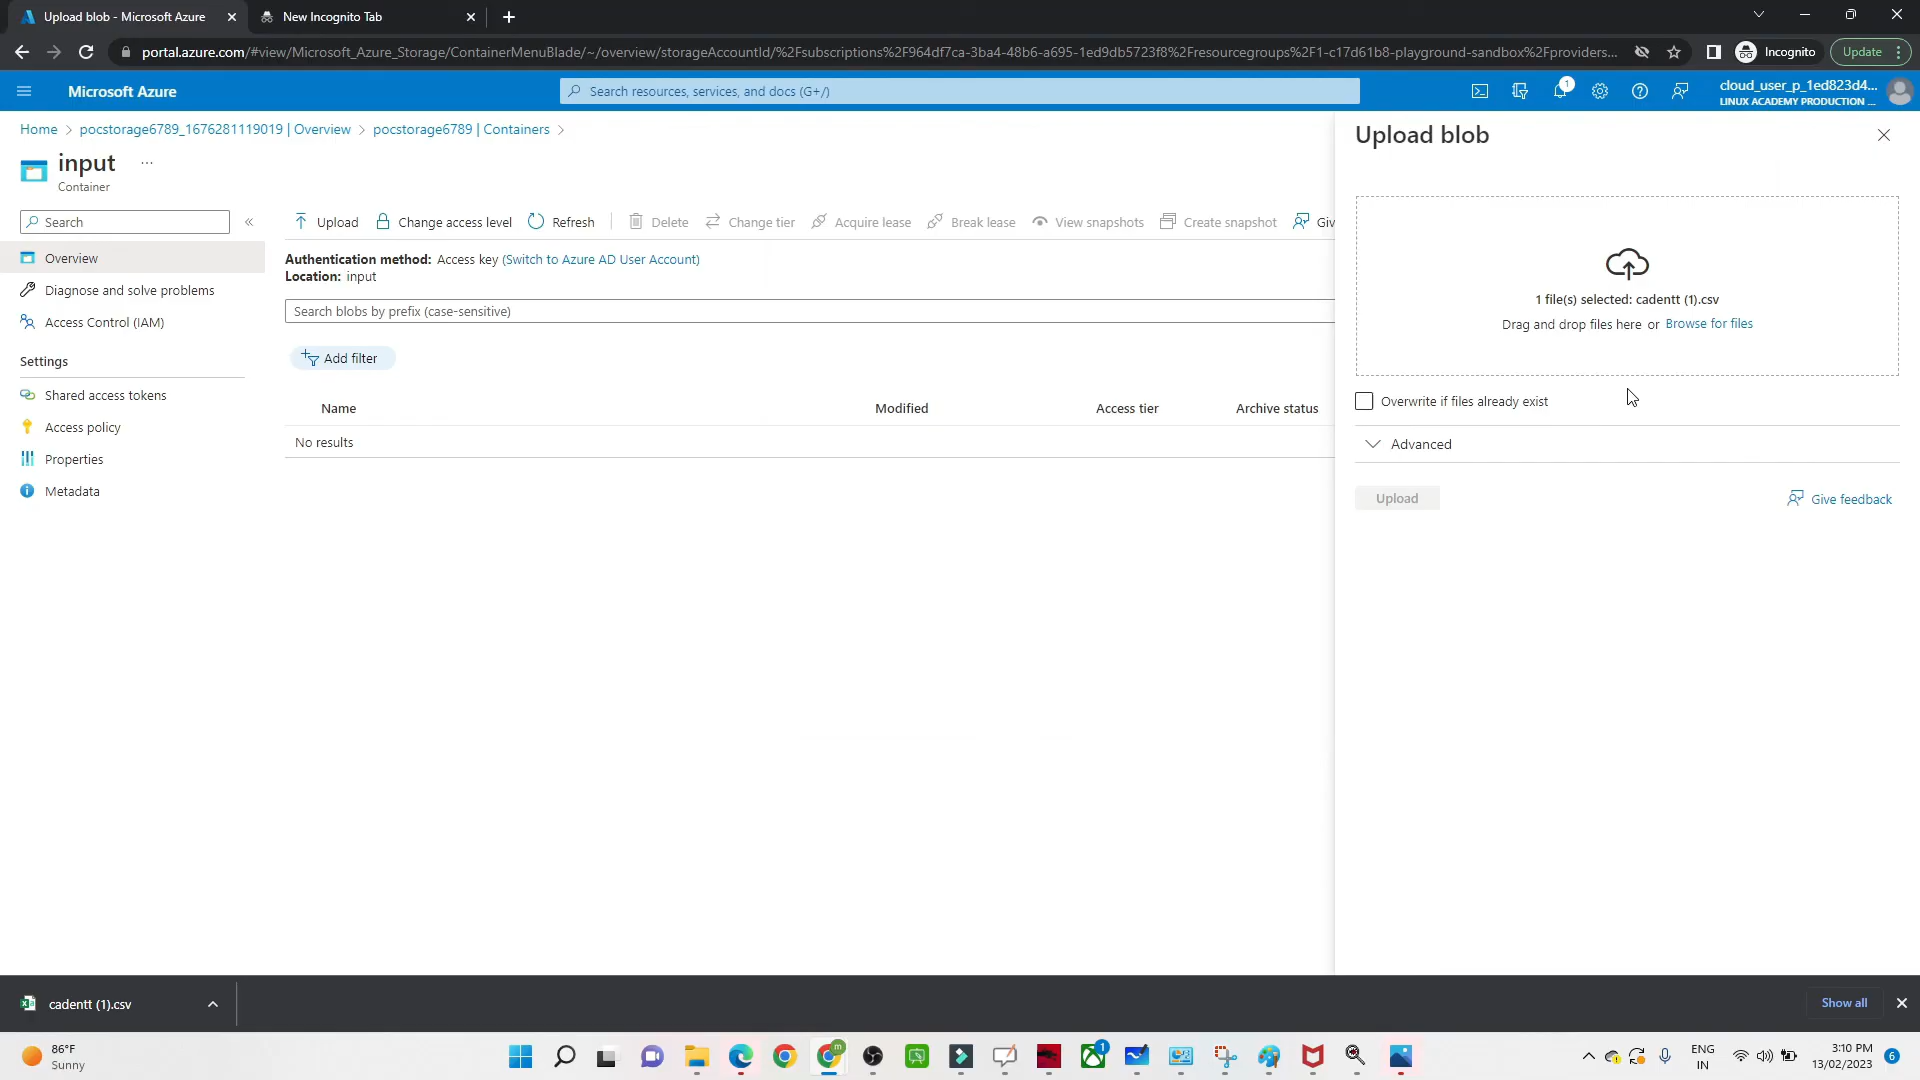 Upload blob - Microsoft Azure
New Incognito Tab
portal.azure.com/#view/Microsoft_Azure_Storage/ContainerMenuBlade/~/overview/storageAccountId/%2Fsubscriptions%2F964df7ca-3ba4-48b6-a695-1ed9db5723f8%2Fresourcegroups%2F1-c17d61b8-playground-sandbox%2Fproviders...
Incognito
Update
Microsoft Azure
Search resources, services, and docs (G+/)
1
cloud_user_p_1ed823d4...
LINUX ACADEMY PRODUCTION ...
Home > pocstorage6789_1676281119019 | Overview > pocstorage6789 | Containers >
input ...
Container
Search
«
Overview
Diagnose and solve problems
Access Control (IAM)
Settings
Shared access tokens
Access policy
Properties
Metadata
Upload
Change access level
Refresh
Delete
Change tier
Acquire lease
Break lease
View snapshots
Create snapshot
Giv
Authentication method: Access key (Switch to Azure AD User Account)
Location: input
Search blobs by prefix (case-sensitive)
Add filter
Name Modified Access tier Archive status
No results
Upload blob
1 file(s) selected: cadentt (1).csv
Drag and drop files here or Browse for files
Overwrite if files already exist
Advanced
Upload
Give feedback
cadentt (1).csv
Show all
86°F
Sunny
1
ENG
IN
3:10 PM
13/02/2023
6